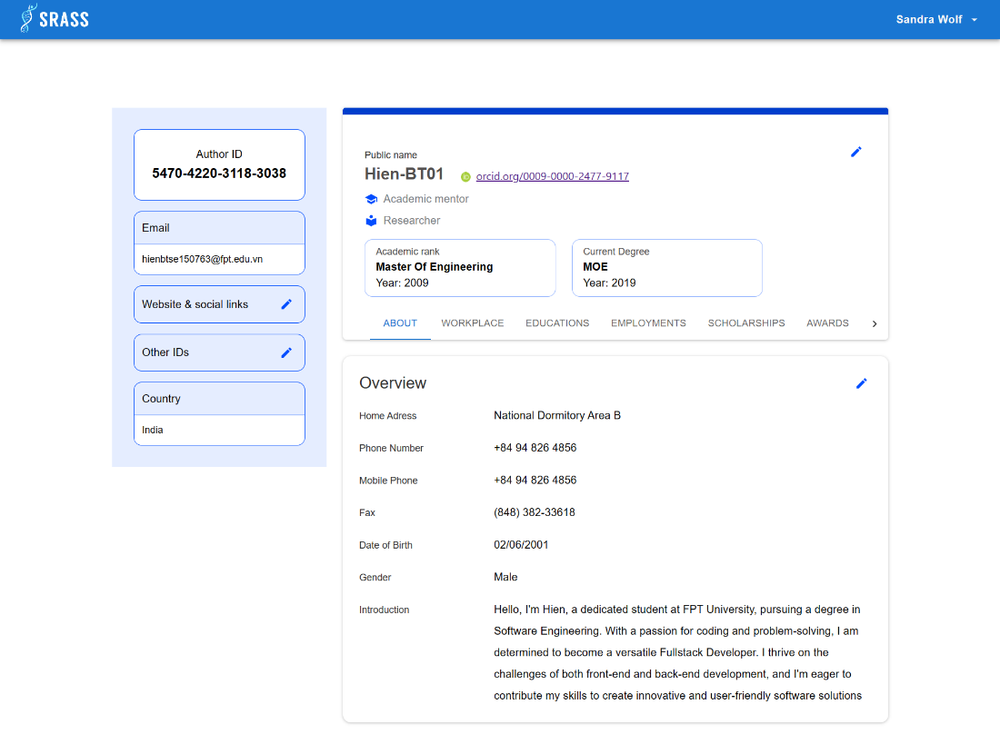 SRASS
Sandra Wolf
Author ID
5470-4220-3118-3038
Email
hienbtse150763@fpt.edu.vn
Website & social links
Other IDs
Country
India
Public name
Hien-BT01
iD orcid.org/0009-0000-2477-9117
Academic mentor
Researcher
Academic rank
Master Of Engineering
Year: 2009
Current Degree
MOE
Year: 2019
ABOUT WORKPLACE EDUCATIONS EMPLOYMENTS SCHOLARSHIPS AWARDS
Overview
Home Adress National Dormitory Area B
Phone Number +84 94 826 4856
Mobile Phone +84 94 826 4856
Fax (848) 382-33618
Date of Birth 02/06/2001
Gender Male
Introduction Hello, I'm Hien, a dedicated student at FPT University, pursuing a degree in
Software Engineering. With a passion for coding and problem-solving, I am
determined to become a versatile Fullstack Developer. I thrive on the
challenges of both front-end and back-end development, and I'm eager to
contribute my skills to create innovative and user-friendly software solutions